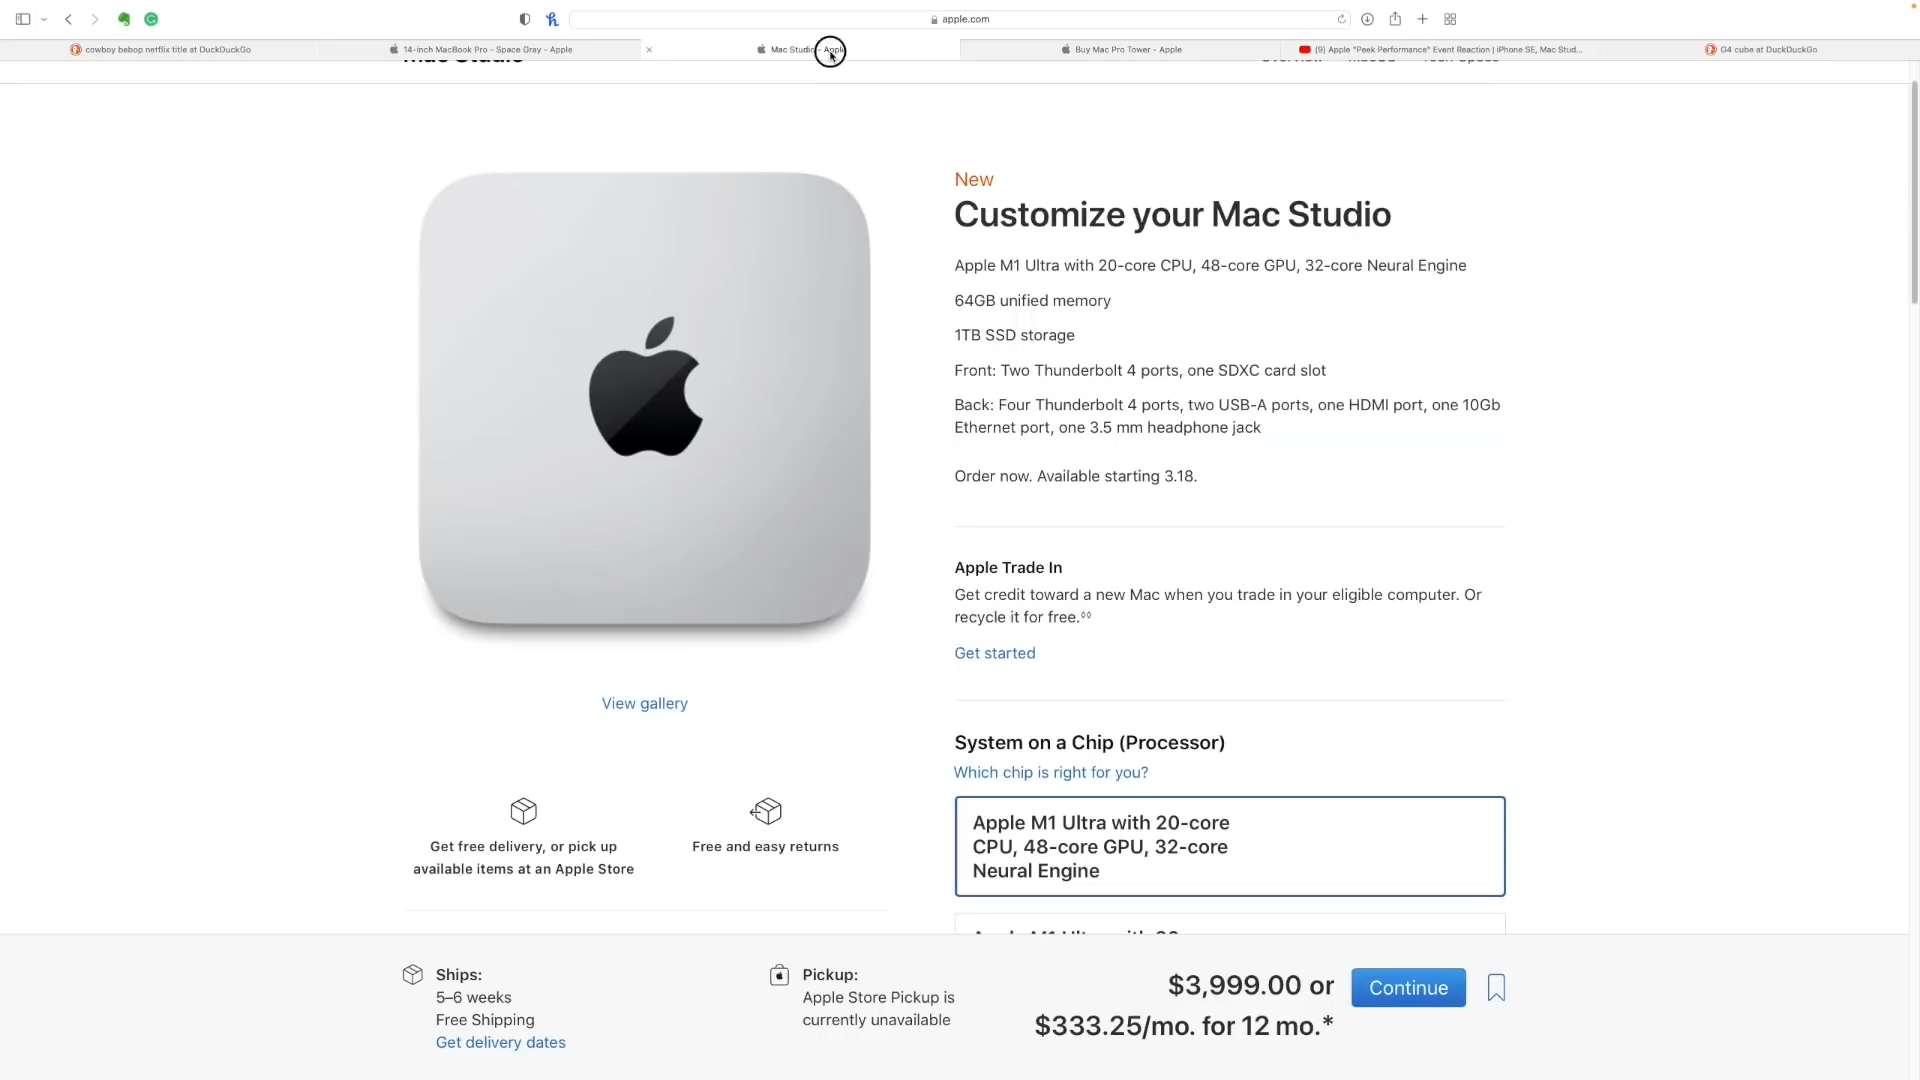 apple.com
cowboy bebop netflix title at DuckDuckGo
14-inch MacBook Pro - Space Gray - Apple
Mac Studio - Apple
Buy Mac Pro Tower - Apple
(9) Apple "Peek Performance" Event Reaction | iPhone SE, Mac Stud...
G4 cube at DuckDuckGo
Mac Studio
Overview
macOS
Tech Specs
New
Customize your Mac Studio
Apple M1 Ultra with 20-core CPU, 48-core GPU, 32-core Neural Engine
64GB unified memory
1TB SSD storage
Front: Two Thunderbolt 4 ports, one SDXC card slot
Back: Four Thunderbolt 4 ports, two USB-A ports, one HDMI port, one 10Gb
Ethernet port, one 3.5 mm headphone jack
Order now. Available starting 3.18.
Apple Trade In
Get credit toward a new Mac when you trade in your eligible computer. Or
recycle it for free.◊◊
Get started
View gallery
System on a Chip (Processor)
Which chip is right for you?
Apple M1 Ultra with 20-core
CPU, 48-core GPU, 32-core
Neural Engine
Get free delivery, or pick up
available items at an Apple Store
Free and easy returns
Ships:
5–6 weeks
Free Shipping
Get delivery dates
Pickup:
Apple Store Pickup is
currently unavailable
$3,999.00 or
$333.25/mo. for 12 mo.*
Continue